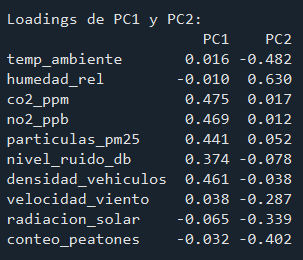 Loadings de PC1 y PC2:
PC1 PC2
temp_ambiente 0.016 -0.482
humedad_rel -0.010 0.630
co2_ppm 0.475 0.017
no2_ppb 0.469 0.012
particulas_pm25 0.441 0.052
nivel_ruido_db 0.374 -0.078
densidad_vehiculos 0.461 -0.038
velocidad_viento 0.038 -0.287
radiacion_solar -0.065 -0.339
conteo_peatones -0.032 -0.402